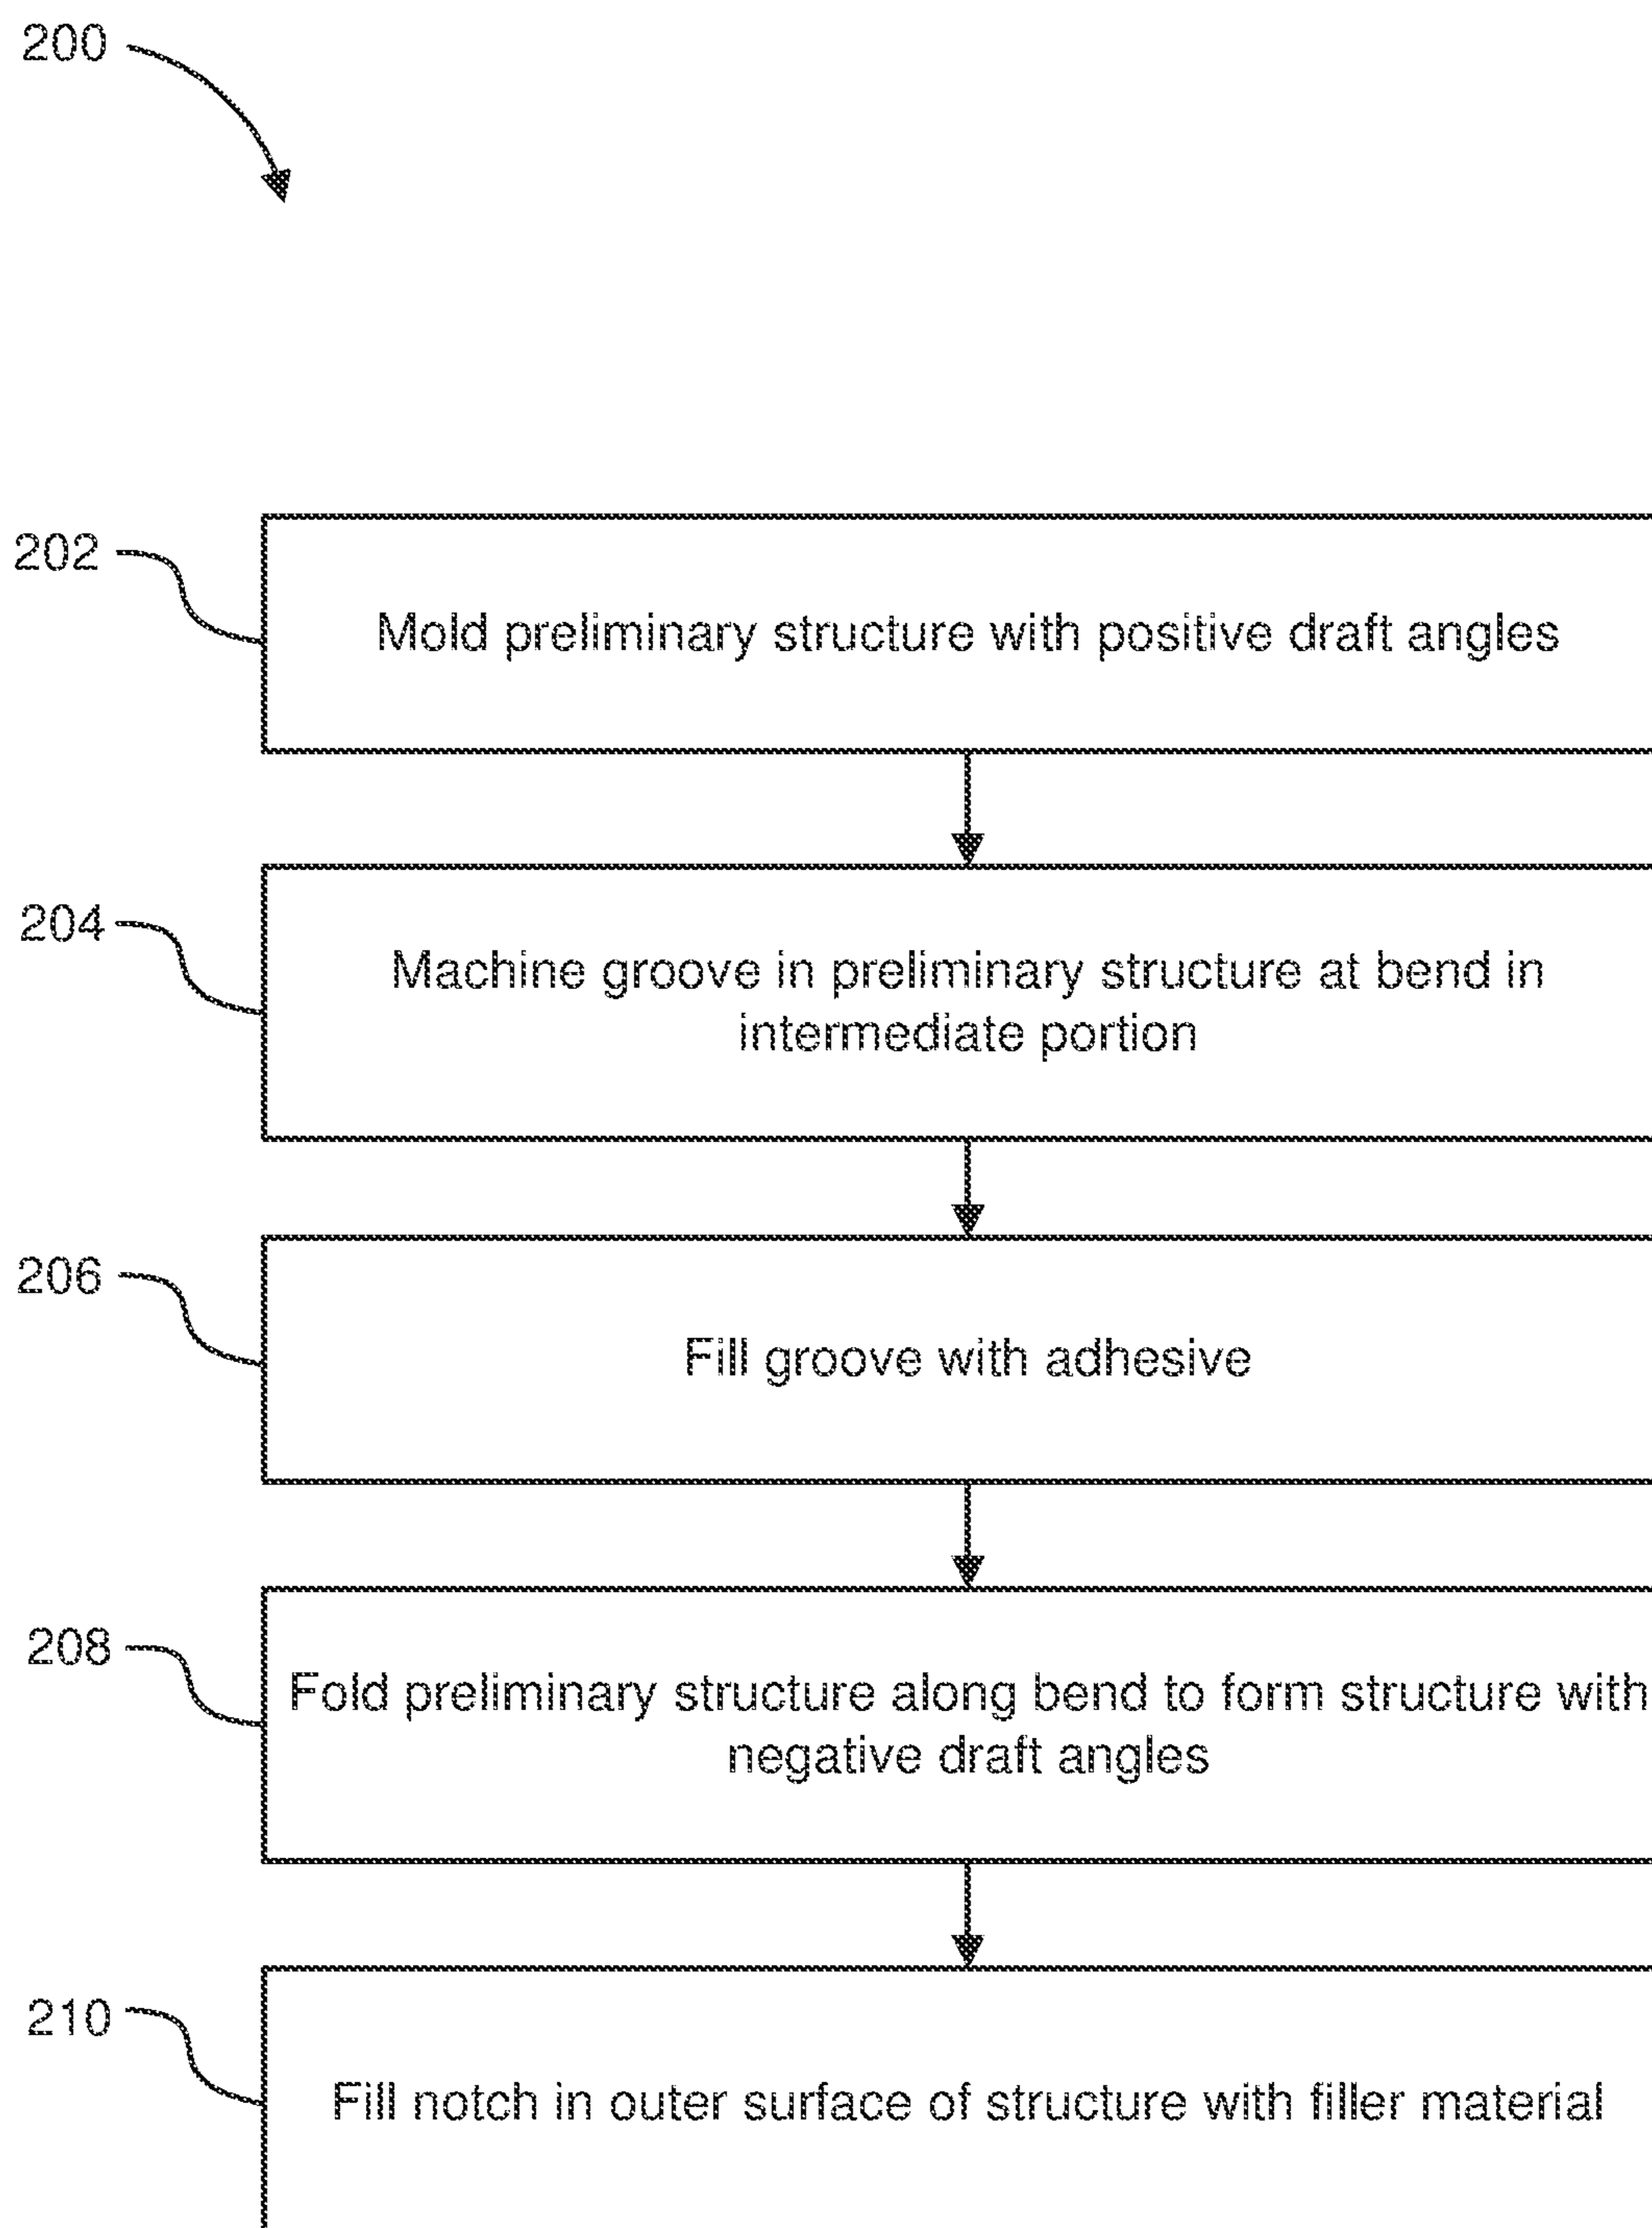 200
202
Mold preliminary structure with positive draft angles
204
Machine groove in preliminary structure at bend in
intermediate portion
206
Fill groove with adhesive
208
Fold preliminary structure along bend to form structure with
negative draft angles
210
Fill notch in outer surface of structure with filler material